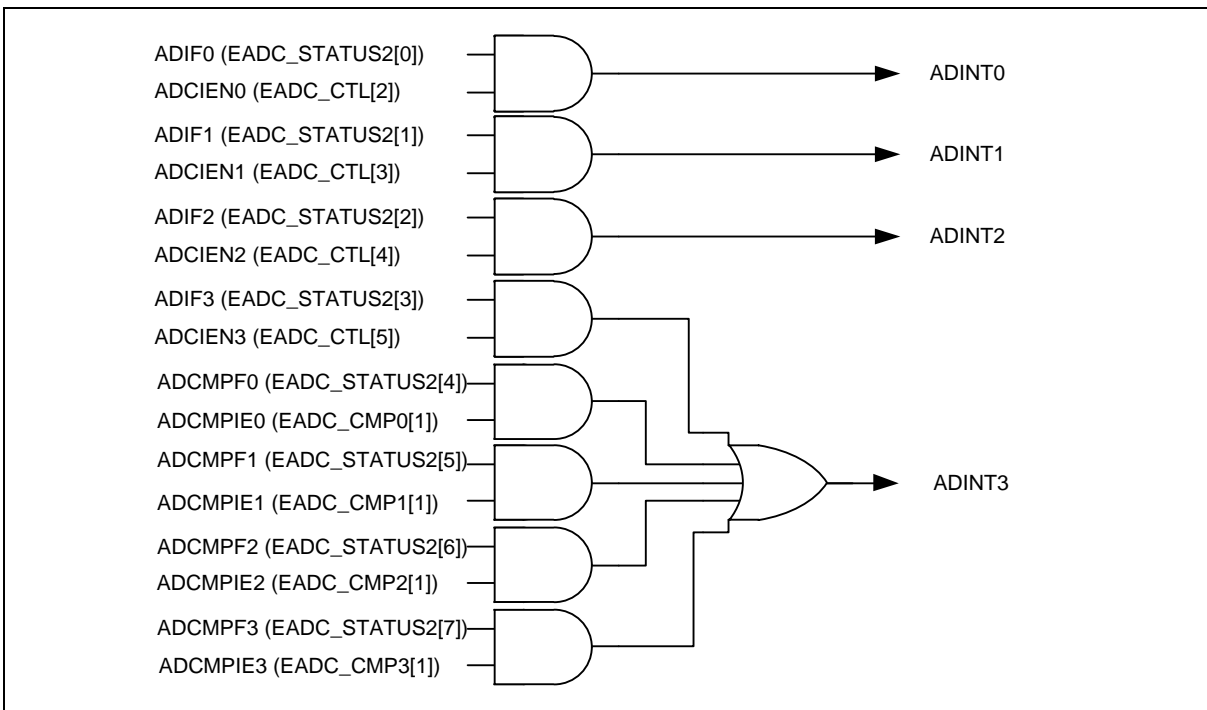 ADIF0 (EADC_STATUS2[0])
ADCIEN0 (EADC_CTL[2])
ADINT0
ADIF1 (EADC_STATUS2[1])
ADCIEN1 (EADC_CTL[3])
ADINT1
ADIF2 (EADC_STATUS2[2])
ADCIEN2 (EADC_CTL[4])
ADINT2
ADIF3 (EADC_STATUS2[3])
ADCIEN3 (EADC_CTL[5])
ADCMPF0 (EADC_STATUS2[4])
ADCMPIE0 (EADC_CMP0[1])
ADCMPF1 (EADC_STATUS2[5])
ADCMPIE1 (EADC_CMP1[1])
ADINT3
ADCMPF2 (EADC_STATUS2[6])
ADCMPIE2 (EADC_CMP2[1])
ADCMPF3 (EADC_STATUS2[7])
ADCMPIE3 (EADC_CMP3[1])